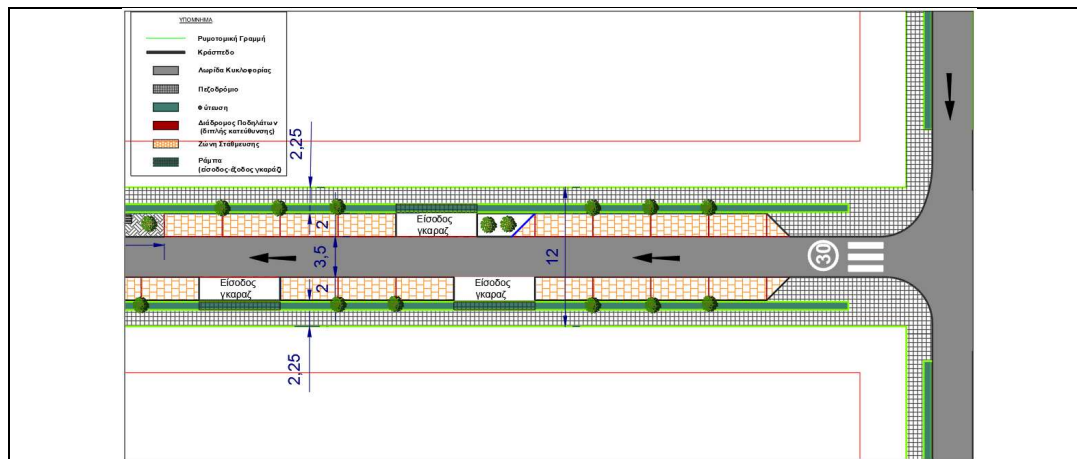 ΥΠΟΜΝΗΜΑ
Ρυμοτομική Γραμμή
Κράσπεδο
Λωρίδα Κυκλοφορίας
Πεζοδρόμιο
Φύτευση
Διάδρομος Ποδηλάτων
(διπλής κατεύθυνσης)
Ζώνη Στάθμευσης
Ράμπα
(είσοδος-έξοδος γκαράζ)
2,25
2
Είσοδος
γκαραζ
3,5
12
30
Είσοδος
γκαραζ
2
Είσοδος
γκαραζ
2,25